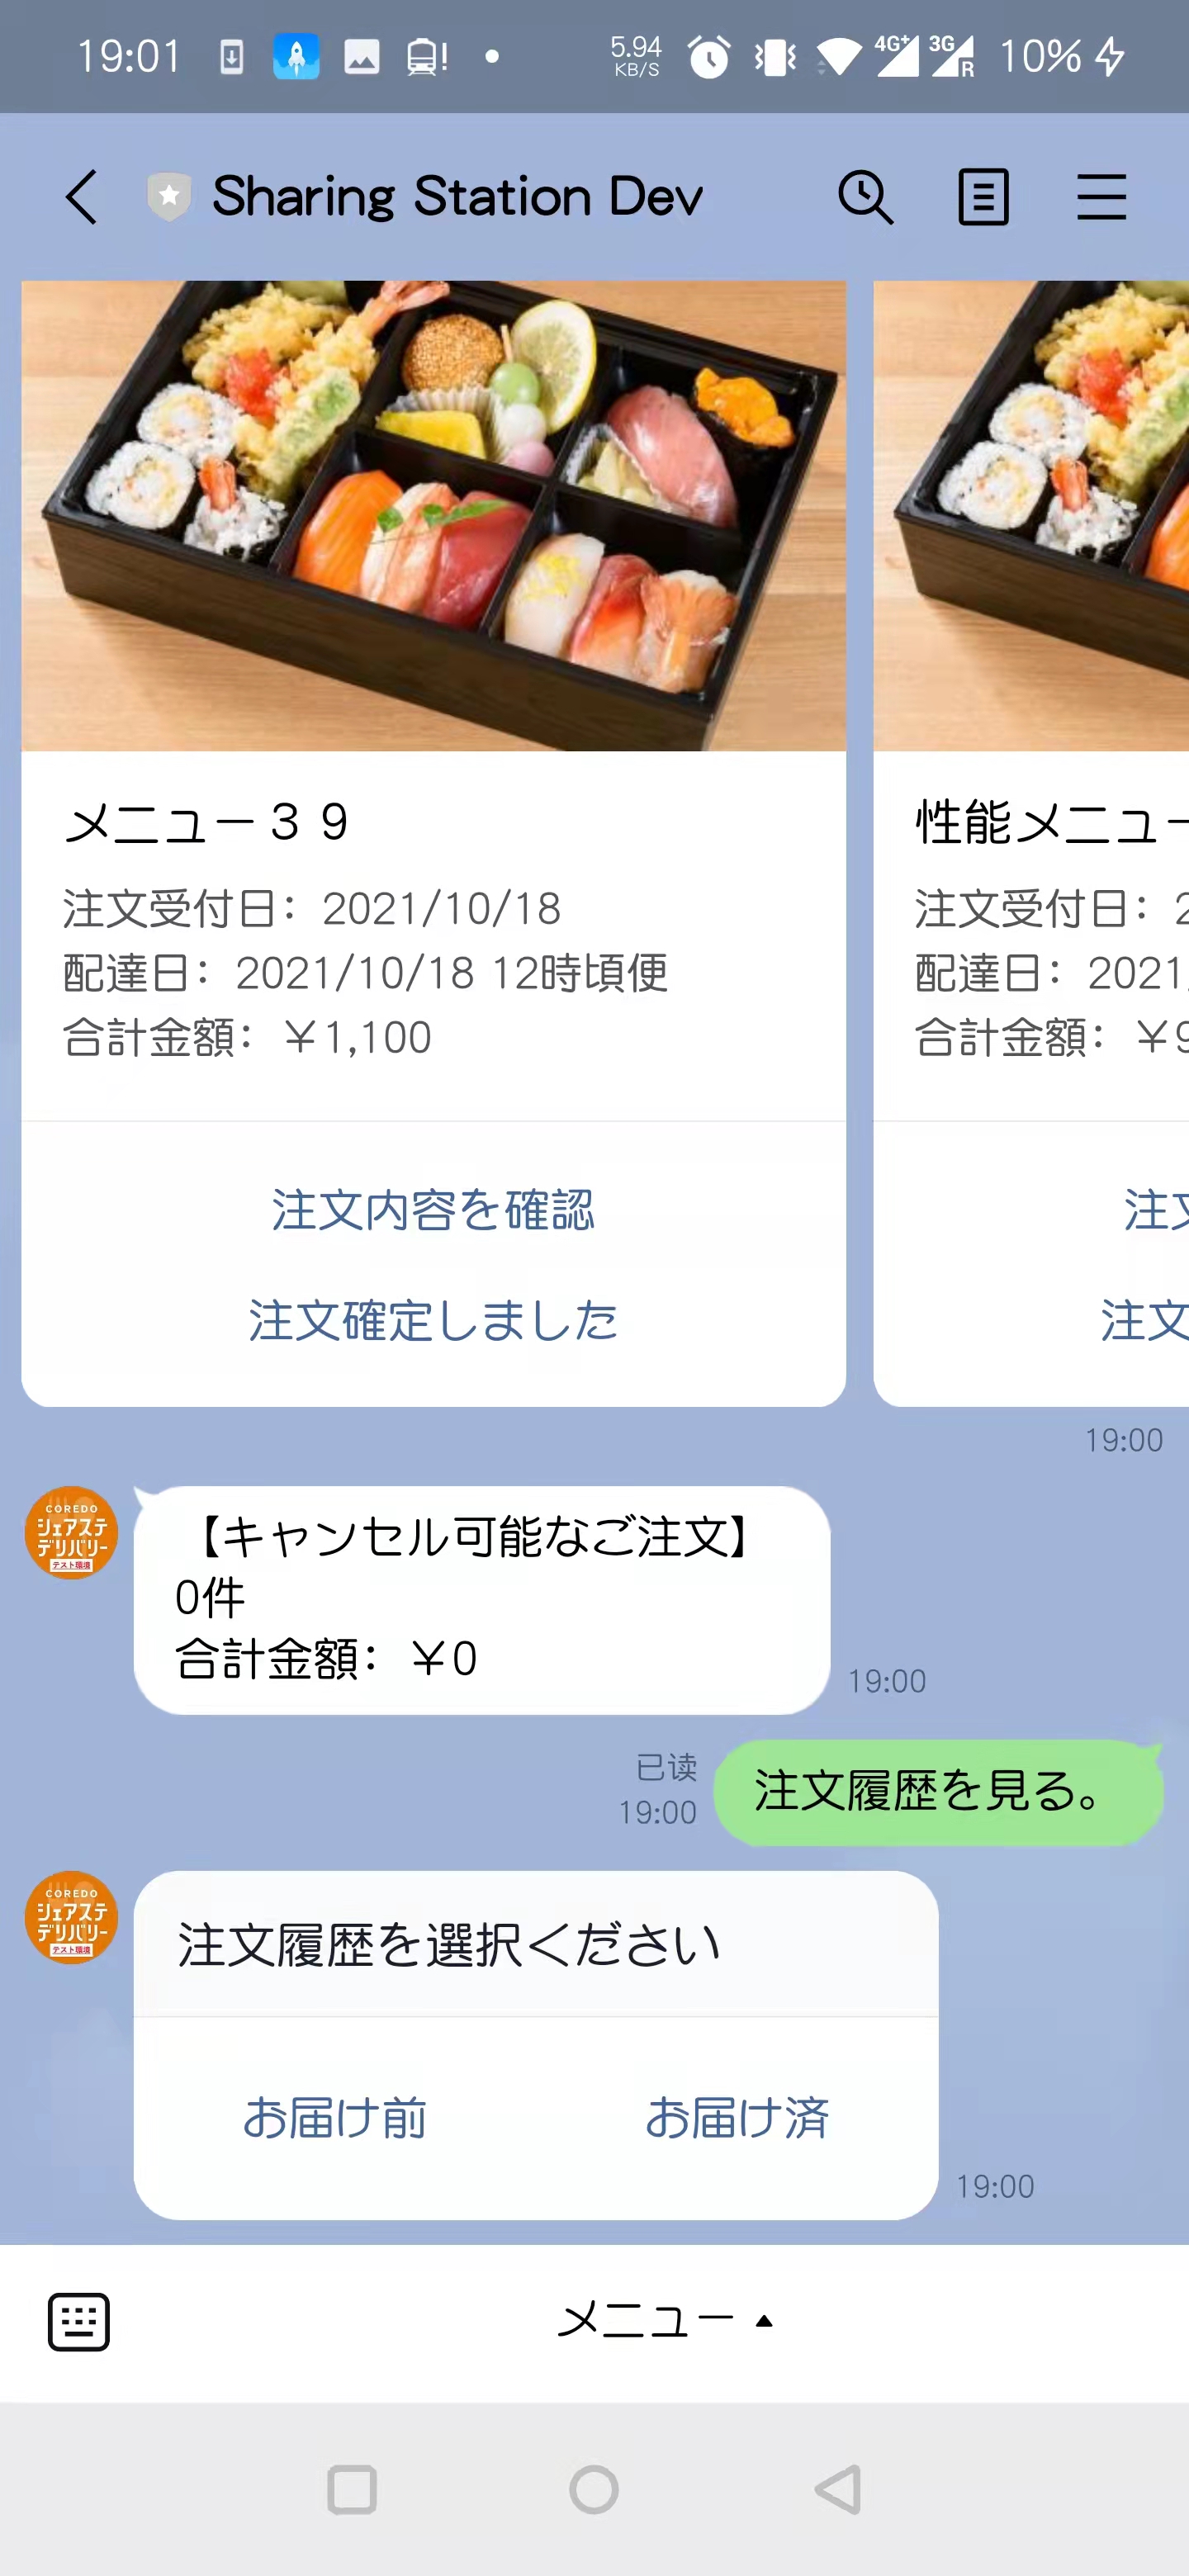 19:01
5.94
KB/S
4G+
3G
R
10%
Sharing Station Dev
メニュー３９
注文受付日：2021/10/18
配達日：2021/10/18 12時頃便
合計金額：￥1,100
注文内容を確認
注文確定しました
性能メニュー
注文受付日：2
配達日：2021
合計金額：￥9
注文
注文
19:00
COREDO
シェアステ
デリバリー
テスト環境
【キャンセル可能なご注文】
0件
合計金額：￥0
19:00
已读
19:00
注文履歴を見る。
COREDO
シェアステ
デリバリー
テスト環境
注文履歴を選択ください
お届け前
お届け済
19:00
メニュー ▴